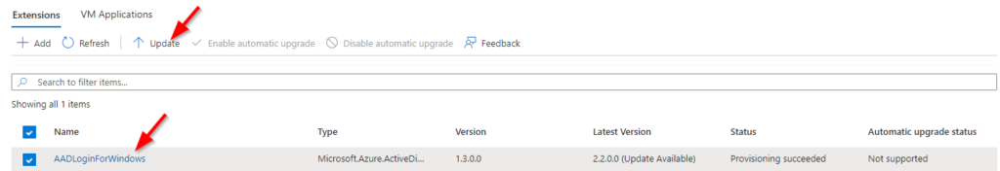 Extensions VM Applications
Add Refresh Update Enable automatic upgrade Disable automatic upgrade Feedback
Search to filter items...
Showing all 1 items
Name Type Version Latest Version Status Automatic upgrade status
AADLoginForWindows Microsoft.Azure.ActiveDi... 1.3.0.0 2.2.0.0 (Update Available) Provisioning succeeded Not supported